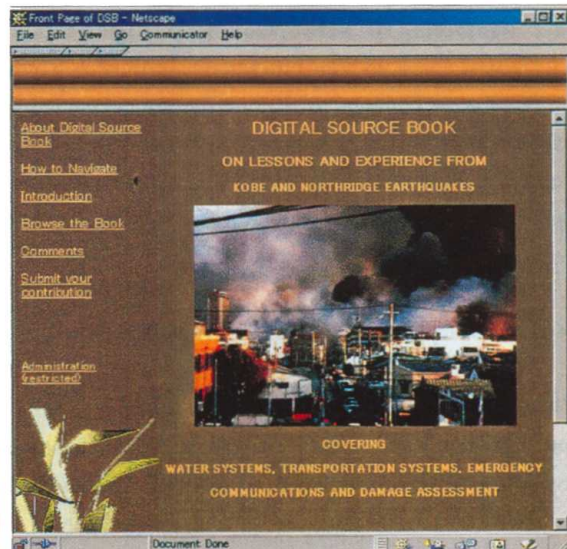 Front Page of DSB - Netscape
File Edit View Go Communicator Help
About Digital Source
Book
How to Navigate
Introduction
Browse the Book
Comments
Submit your
contribution
Administration
(restricted)
DIGITAL SOURCE BOOK
ON LESSONS AND EXPERIENCE FROM
KOBE AND NORTHRIDGE EARTHQUAKES
COVERING
WATER SYSTEMS, TRANSPORTATION SYSTEMS, EMERGENCY
COMMUNICATIONS AND DAMAGE ASSESSMENT
Document: Done